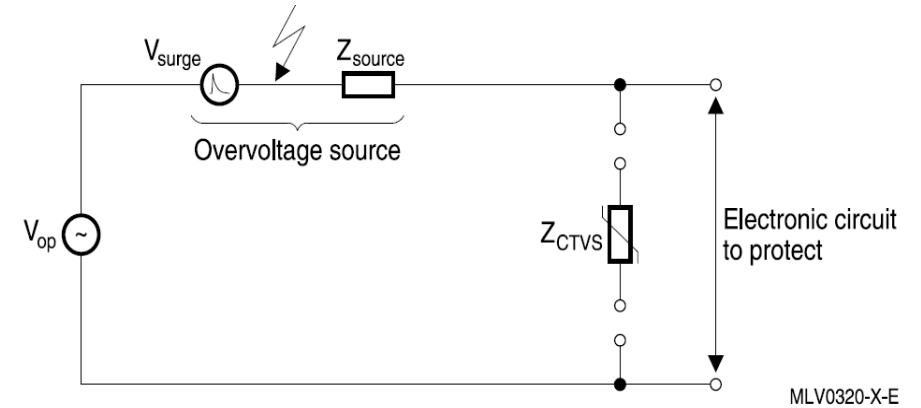 Vsurge
Zsource
Overvoltage source
Vop
~
ZCTVS
Electronic circuit
to protect
MLV0320-X-E